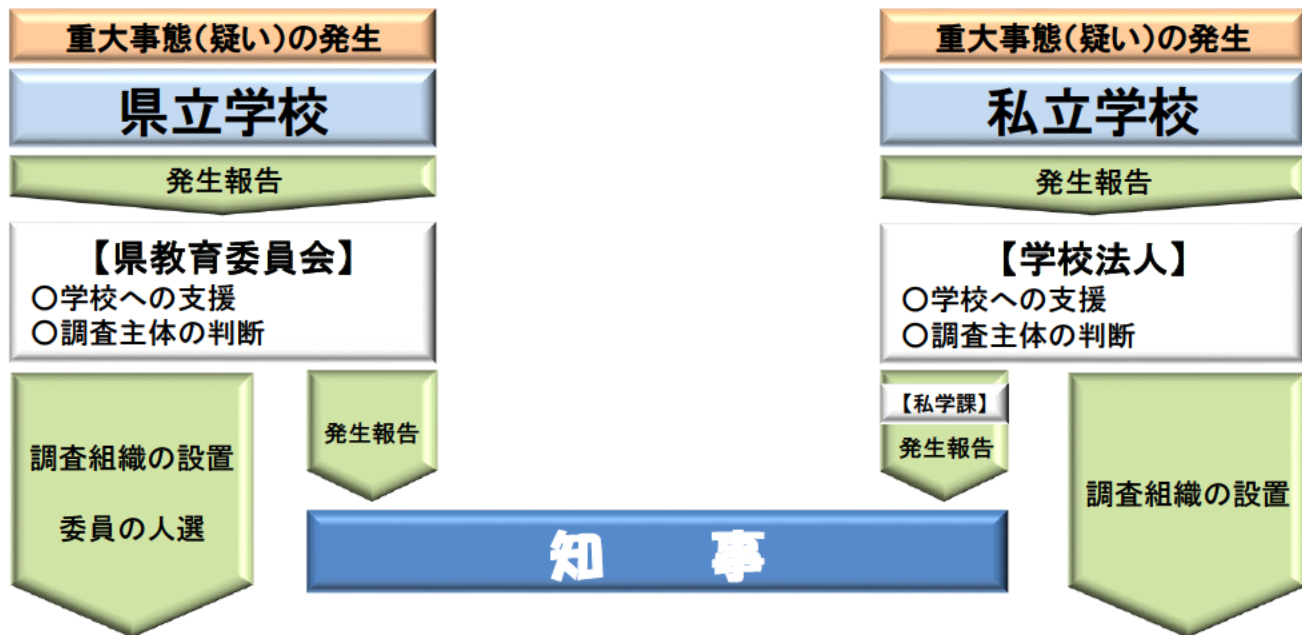 重大事態(疑い)の発生
県立学校
発生報告
【県教育委員会】
○学校への支援
○調査主体の判断
調査組織の設置
委員の人選
発生報告
重大事態(疑い)の発生
私立学校
発生報告
【学校法人】
○学校への支援
○調査主体の判断
【私学課】
発生報告
調査組織の設置
知 事